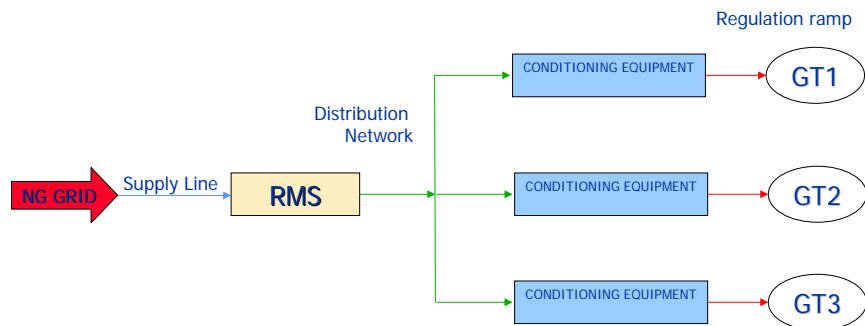 Regulation ramp
CONDITIONING EQUIPMENT
GT1
Distribution
Network
NG GRID
Supply Line
RMS
CONDITIONING EQUIPMENT
GT2
CONDITIONING EQUIPMENT
GT3